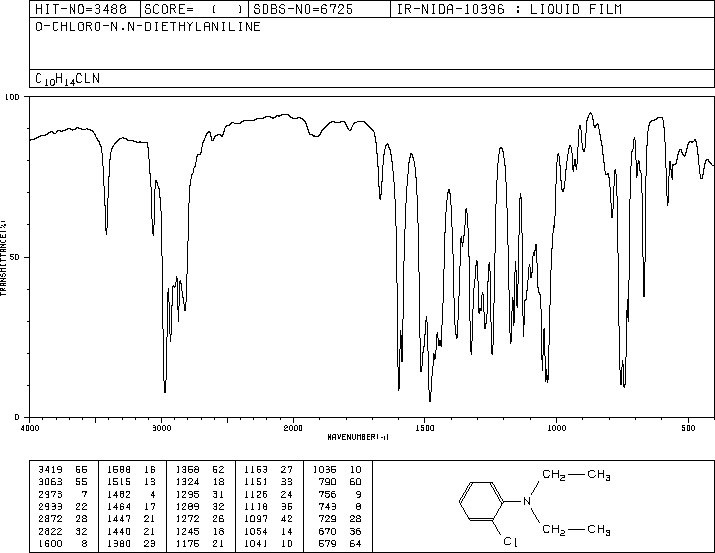 HIT-NO=3488 SCORE= ( ) SDBS-NO=6725 IR-NIDA-10396 : LIQUID FILM
O-CHLORO-N,N-DIETHYLANILINE
C10H14CLN
100
50
0
TRANSMITTANCE(%)
4000 3000 2000 1500 1000 500
WAVENUMBER(-1)
3419 55 1588 16 1358 52 1163 27 1036 10
3063 55 1515 13 1324 18 1151 33 790 60
2973 7 1482 4 1295 31 1126 24 756 9
2933 22 1464 17 1289 32 1118 36 743 8
2872 28 1447 21 1272 26 1097 42 729 28
2822 32 1440 21 1245 18 1054 14 670 36
1600 8 1380 23 1176 21 1041 10 579 64
CH2 CH3
N
CH2 CH3
Cl